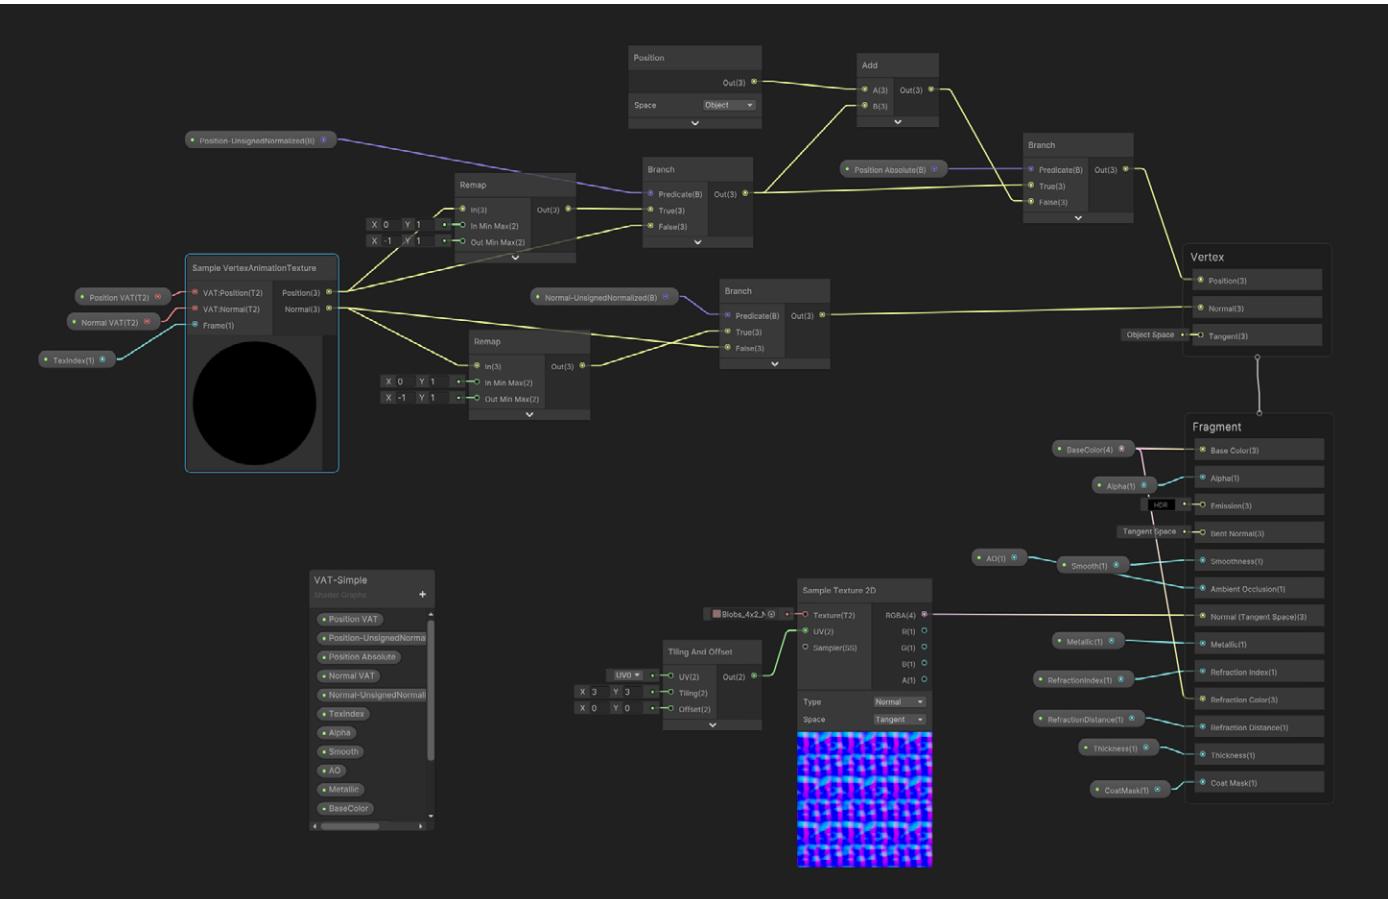 Position
Out(3)
Space
Object
Add
A(3)
Out(3)
B(3)
Position-UnsignedNormalized(B)
Branch
Predicate(B)
Out(3)
True(3)
False(3)
Position Absolute(B)
Branch
Predicate(B)
Out(3)
True(3)
False(3)
Remap
In(3)
Out(3)
X 0 Y 1
In Min Max(2)
X -1 Y 1
Out Min Max(2)
Sample VertexAnimationTexture
Position VAT(T2)
VAT:Position(T2)
Position(3)
Normal VAT(T2)
VAT:Normal(T2)
Normal(3)
TexIndex(1)
Frame(1)
Normal-UnsignedNormalized(B)
Branch
Predicate(B)
Out(3)
True(3)
False(3)
Remap
In(3)
Out(3)
X 0 Y 1
In Min Max(2)
X -1 Y 1
Out Min Max(2)
Vertex
Position(3)
Normal(3)
Object Space
Tangent(3)
Fragment
BaseColor(4)
Base Color(3)
Alpha(1)
Alpha(1)
HDR
Emission(3)
Tangent Space
Bent Normal(3)
AO(1)
Smooth(1)
Smoothness(1)
Ambient Occlusion(1)
Normal (Tangent Space)(3)
Metallic(1)
Metallic(1)
RefractionIndex(1)
Refraction Index(1)
Refraction Color(3)
RefractionDistance(1)
Refraction Distance(1)
Thickness(1)
Thickness(1)
CoatMask(1)
Coat Mask(1)
VAT-Simple
Shader Graphs
+
Position VAT
Position-UnsignedNorma
Position Absolute
Normal VAT
Normal-UnsignedNormali
TexIndex
Alpha
Smooth
AO
Metallic
BaseColor
Tiling And Offset
UV0
UV(2)
Out(2)
X 3 Y 3
Tiling(2)
X 0 Y 0
Offset(2)
Sample Texture 2D
Blobs_4x2_N
Texture(T2)
RGBA(4)
UV(2)
R(1)
Sampler(SS)
G(1)
B(1)
A(1)
Type
Normal
Space
Tangent